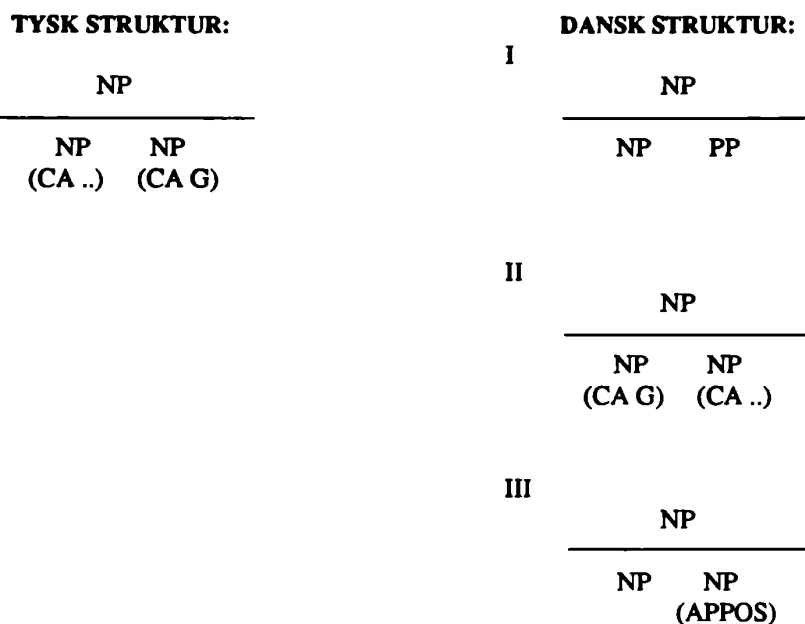 TYSK STRUKTUR:
NP
NP NP
(CA ..) (CA G)
DANSK STRUKTUR:
I
NP
NP PP
II
NP
NP NP
(CA G) (CA ..)
III
NP
NP NP
(APPOS)